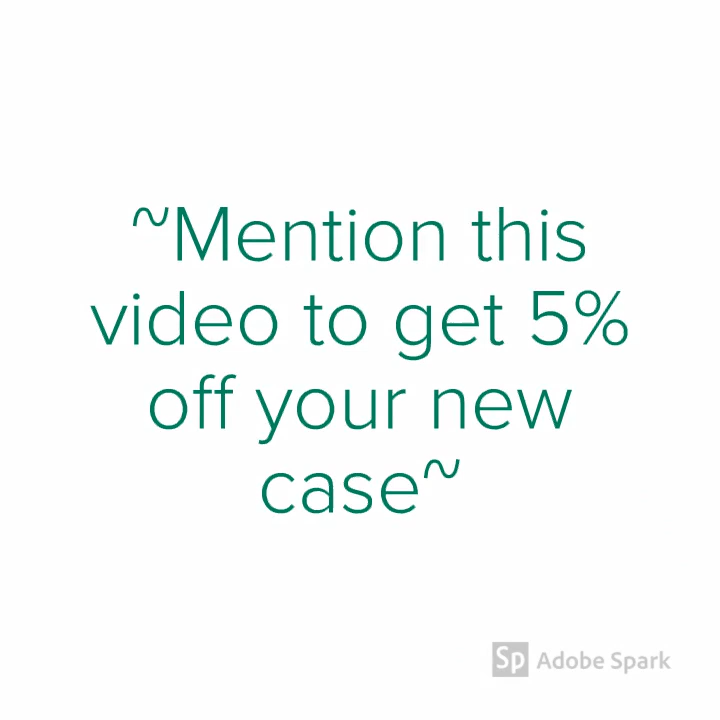 ~Mention this
video to get 5%
off your new
case~
Sp Adobe Spark